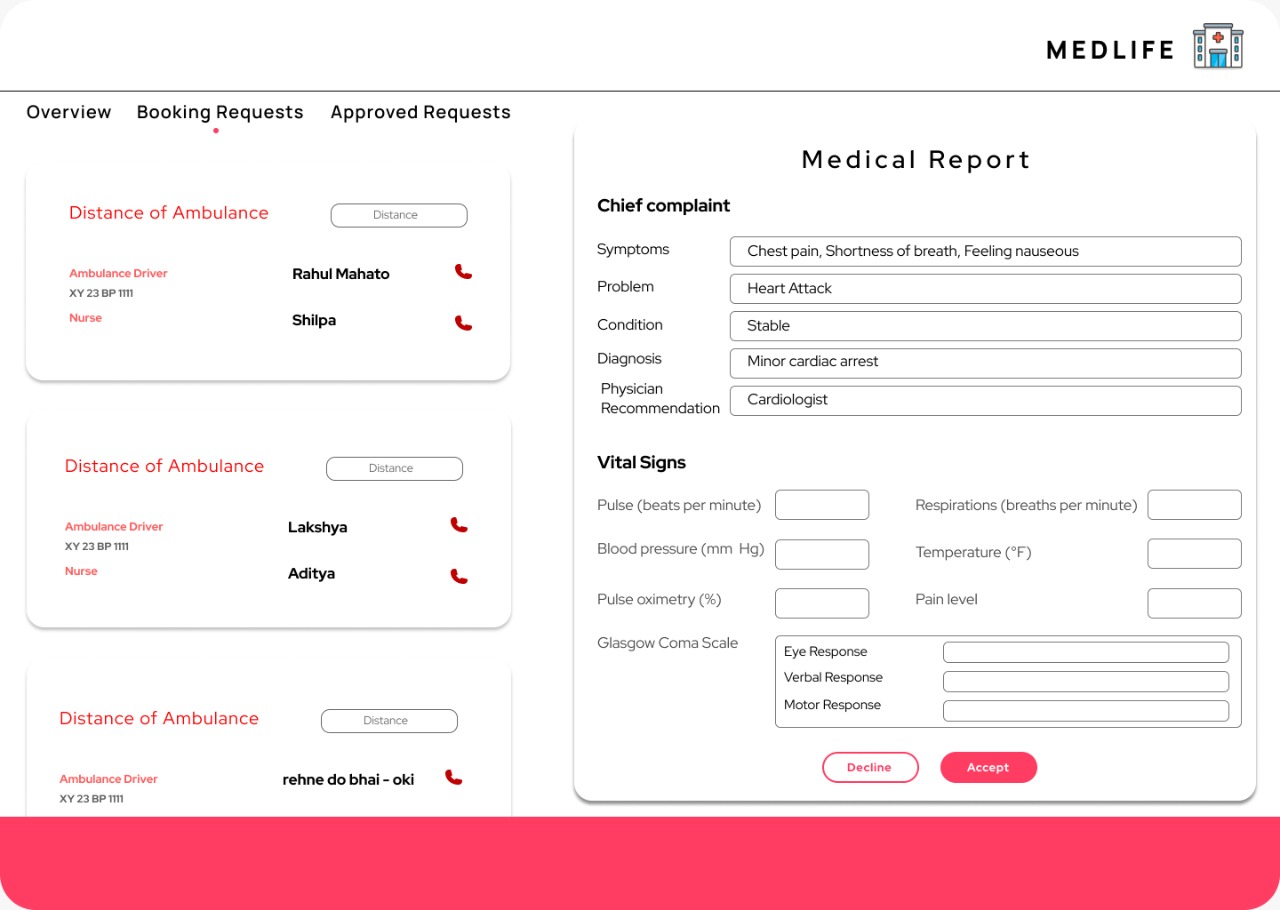 MEDLIFE
Overview Booking Requests Approved Requests
Distance of Ambulance Distance
Ambulance Driver Rahul Mahato
XY 23 BP 1111
Nurse Shilpa
Distance of Ambulance Distance
Ambulance Driver Lakshya
XY 23 BP 1111
Nurse Aditya
Distance of Ambulance Distance
Ambulance Driver rehne do bhai - oki
XY 23 BP 1111
Medical Report
Chief complaint
Symptoms Chest pain, Shortness of breath, Feeling nauseous
Problem Heart Attack
Condition Stable
Diagnosis Minor cardiac arrest
Physician
Recommendation Cardiologist
Vital Signs
Pulse (beats per minute) Respirations (breaths per minute)
Blood pressure (mm Hg) Temperature (°F)
Pulse oximetry (%) Pain level
Glasgow Coma Scale
Eye Response
Verbal Response
Motor Response
Decline Accept